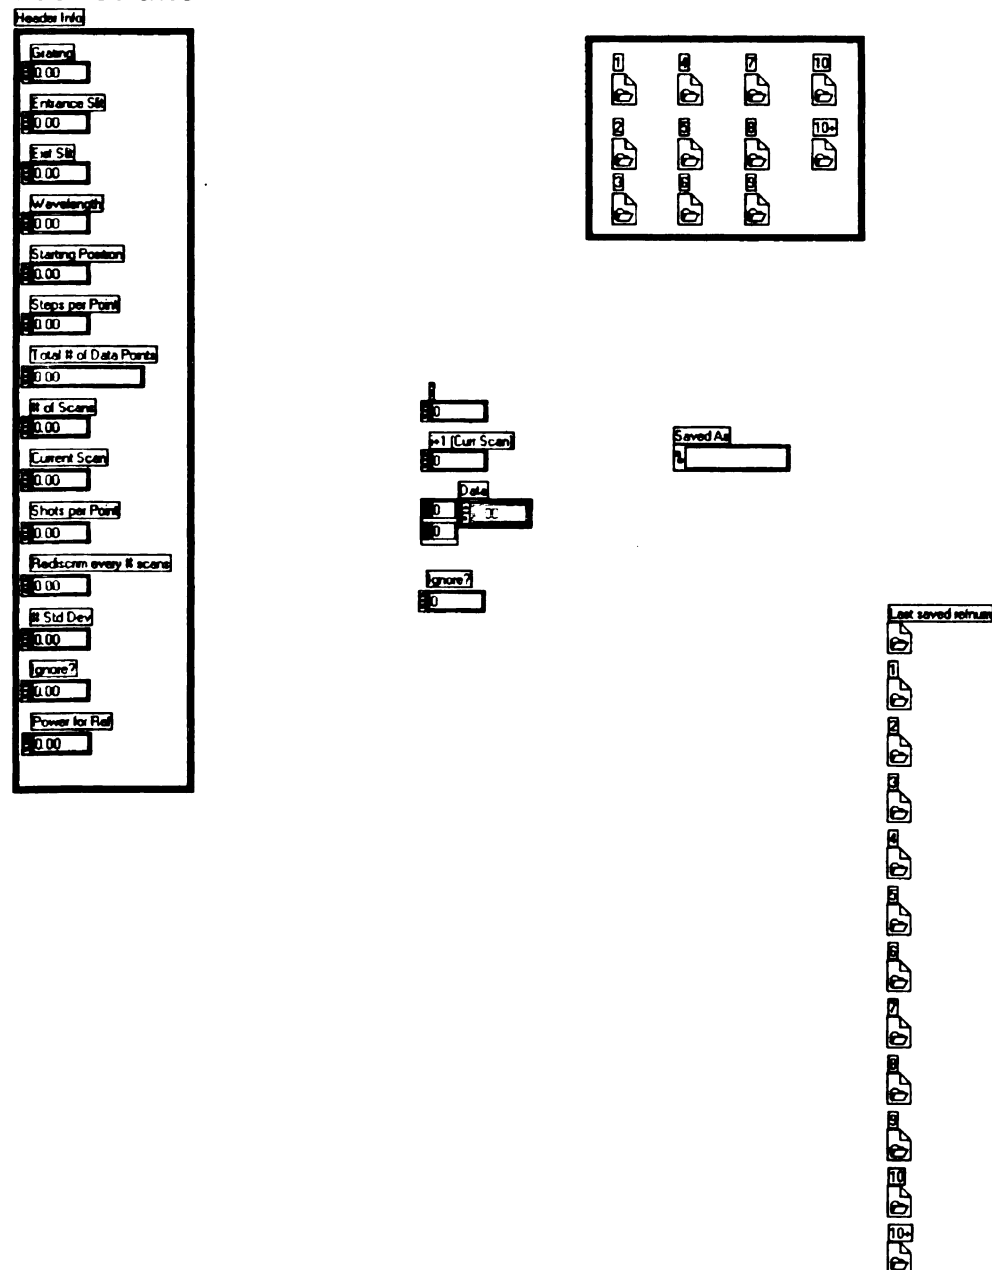 Header Info
Grating
0.00
Entrance Slit
0.00
Exit Slit
0.00
Wavelength
0.00
Starting Position
0.00
Steps per Point
0.00
Total # of Data Points
0.00
# of Scans
0.00
Current Scan
0.00
Shots per Point
0.00
Rediscrim every # scans
0.00
# Std Dev
0.00
Ignore?
0.00
Power for Ref
0.00
1 4 7 10
2 5 8 10+
3 6 9
i
0
i+1 (Curr Scan)
0
Data
0
0
Ignore?
0
Saved As
Last saved refnum
1
2
3
4
5
6
7
8
9
10
10+